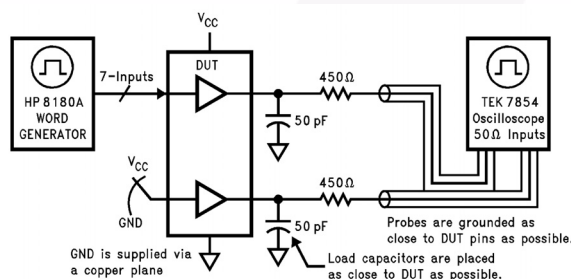 VCC
DUT
HP 8180A
WORD
GENERATOR
7-Inputs
450Ω
50 pF
TEK 7854
Oscilloscope
50Ω Inputs
VCC
GND
450Ω
50 pF
Probes are grounded as
close to DUT pins as possible.
GND is supplied via
a copper plane
Load capacitors are placed
as close to DUT as possible.